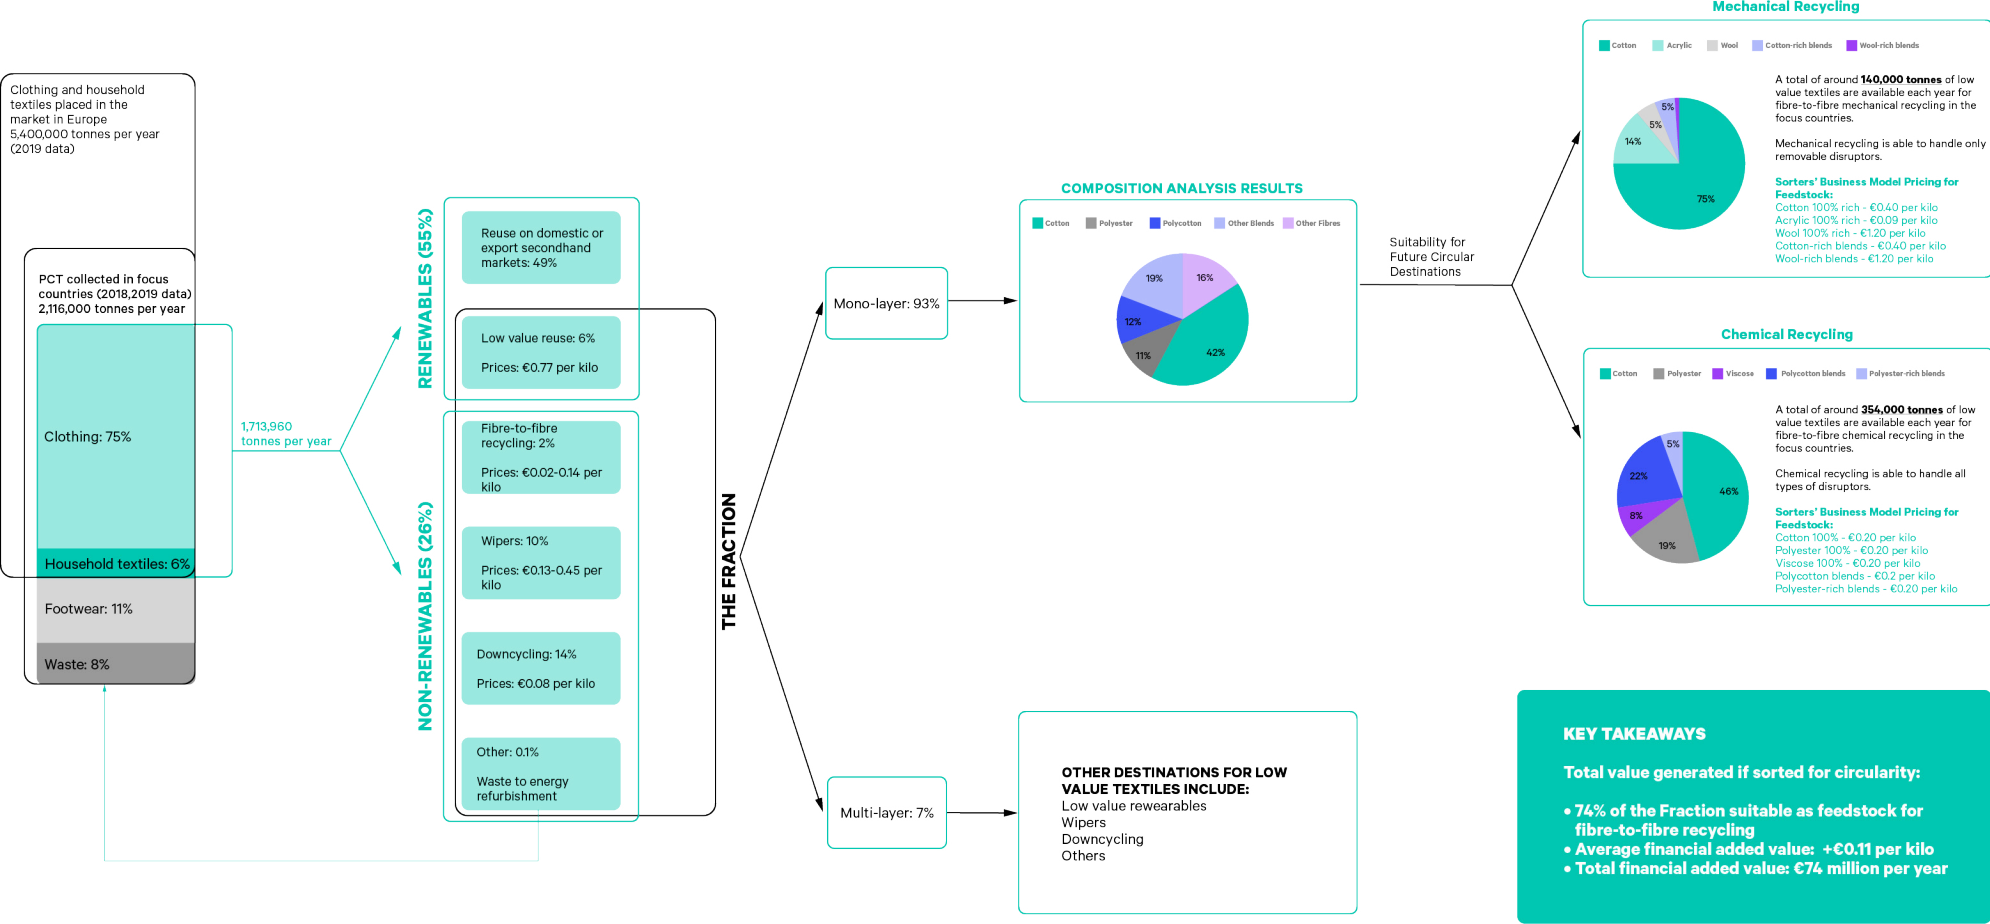 Clothing and household
textiles placed in the
market in Europe
5,400,000 tonnes per year
(2019 data)
PCT collected in focus
countries (2018,2019 data)
2,116,000 tonnes per year
Clothing: 75%
Household textiles: 6%
Footwear: 11%
Waste: 8%
1,713,960
tonnes per year
RENEWABLES (55%)
Reuse on domestic or
export secondhand
markets: 49%
Low value reuse: 6%
Prices: €0.77 per kilo
NON-RENEWABLES (26%)
Fibre-to-fibre
recycling: 2%
Prices: €0.02-0.14 per
kilo
Wipers: 10%
Prices: €0.13-0.45 per
kilo
Downcycling: 14%
Prices: €0.08 per kilo
Other: 0.1%
Waste to energy
refurbishment
THE FRACTION
Mono-layer: 93%
Multi-layer: 7%
COMPOSITION ANALYSIS RESULTS
Cotton Polyester Polycotton Other Blends Other Fibres
19%
16%
12%
11%
42%
OTHER DESTINATIONS FOR LOW
VALUE TEXTILES INCLUDE:
Low value rewearables
Wipers
Downcycling
Others
Suitability for
Future Circular
Destinations
Mechanical Recycling
Cotton Acrylic Wool Cotton-rich blends Wool-rich blends
5%
5%
14%
75%
A total of around 140,000 tonnes of low
value textiles are available each year for
fibre-to-fibre mechanical recycling in the
focus countries.
Mechanical recycling is able to handle only
removable disruptors.
Sorters' Business Model Pricing for
Feedstock:
Cotton 100% rich - €0.40 per kilo
Acrylic 100% rich - €0.09 per kilo
Wool 100% rich - €1.20 per kilo
Cotton-rich blends - €0.40 per kilo
Wool-rich blends - €1.20 per kilo
Chemical Recycling
Cotton Polyester Viscose Polycotton blends Polyester-rich blends
5%
22%
46%
8%
19%
A total of around 354,000 tonnes of low
value textiles are available each year for
fibre-to-fibre chemical recycling in the
focus countries.
Chemical recycling is able to handle all
types of disruptors.
Sorters' Business Model Pricing for
Feedstock:
Cotton 100% - €0.20 per kilo
Polyester 100% - €0.20 per kilo
Viscose 100% - €0.20 per kilo
Polycotton blends - €0.2 per kilo
Polyester-rich blends - €0.20 per kilo
KEY TAKEAWAYS
Total value generated if sorted for circularity:
• 74% of the Fraction suitable as feedstock for
fibre-to-fibre recycling
• Average financial added value: +€0.11 per kilo
• Total financial added value: €74 million per year